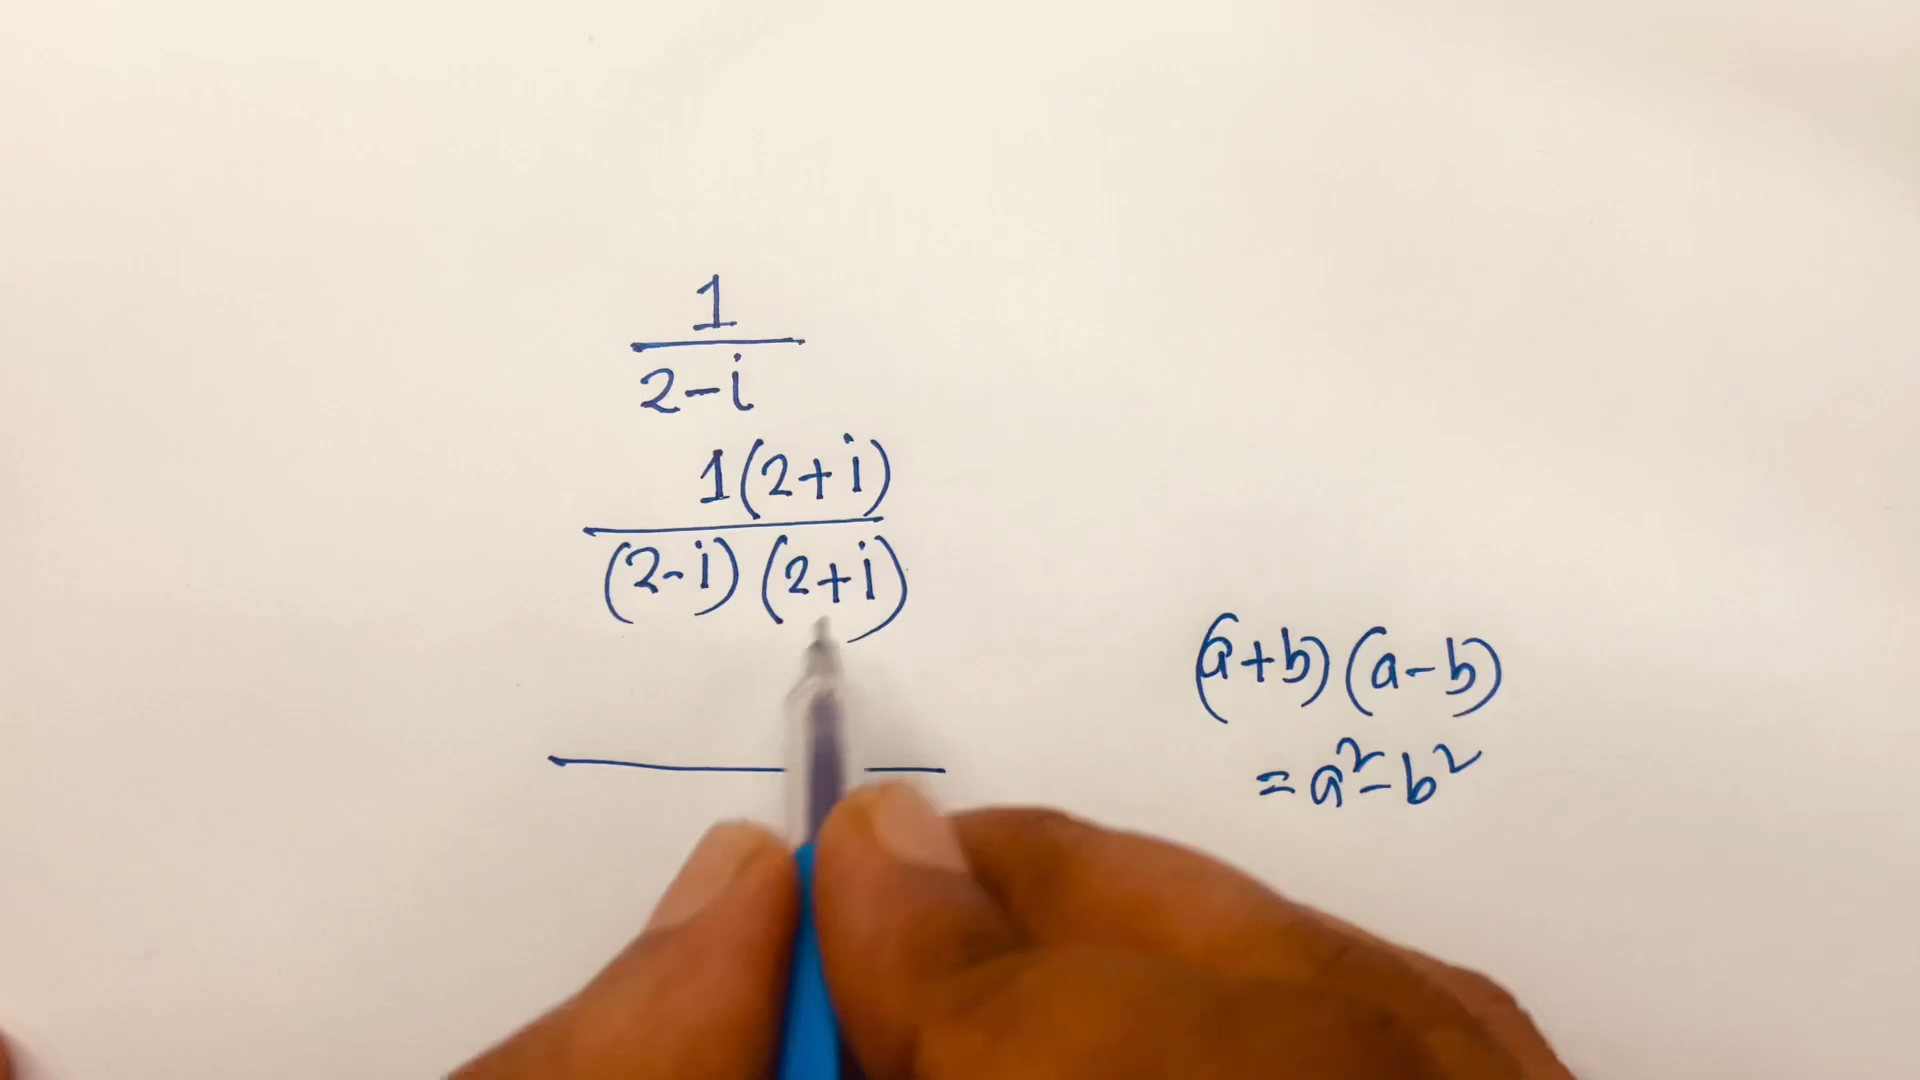 1
2-i
1(2+i)
(2-i)(2+i)
(a+b)(a-b)
=a²-b²